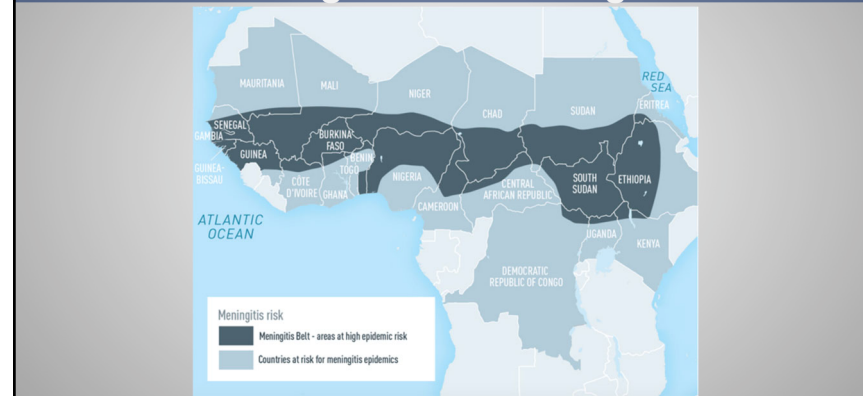 RED
SEA
MAURITANIA
MALI
NIGER
CHAD
SUDAN
ERITREA
SENEGAL
GAMBIA
BURKINA
FASO
GUINEA
BENIN
TOGO
GUINEA-
BISSAU
CÔTE
D'IVOIRE
GHANA
NIGERIA
CENTRAL
AFRICAN REPUBLIC
SOUTH
SUDAN
ETHIOPIA
CAMEROON
ATLANTIC
OCEAN
UGANDA
KENYA
DEMOCRATIC
REPUBLIC OF CONGO
Meningitis risk
Meningitis Belt - areas at high epidemic risk
Countries at risk for meningitis epidemics